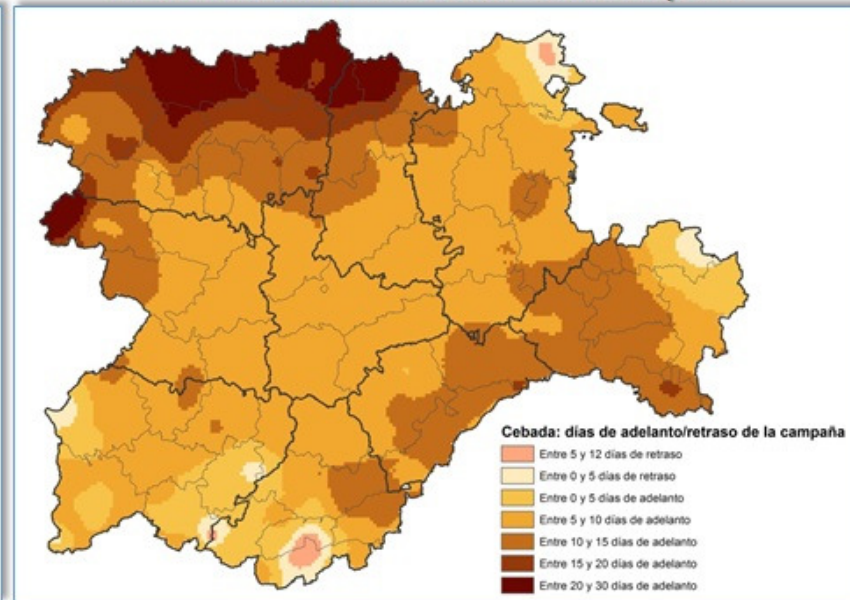 Cebada: días de adelanto/retraso de la campaña
Entre 5 y 12 días de retraso
Entre 0 y 5 días de retraso
Entre 0 y 5 días de adelanto
Entre 5 y 10 días de adelanto
Entre 10 y 15 días de adelanto
Entre 15 y 20 días de adelanto
Entre 20 y 30 días de adelanto